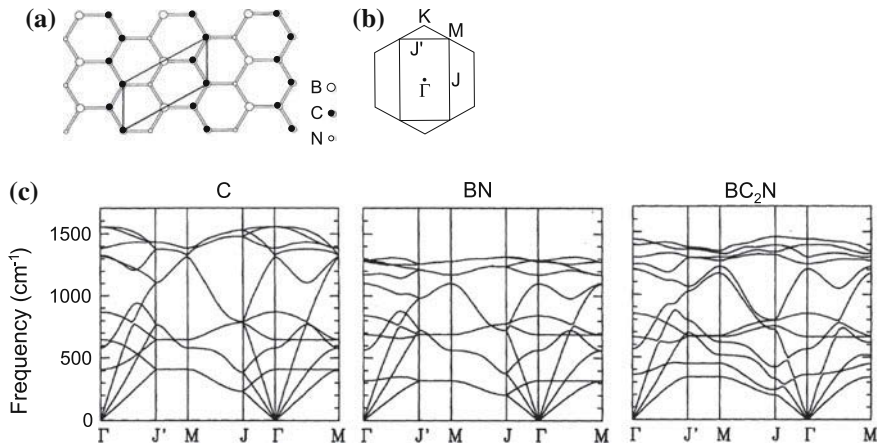 (a)
B
C
N
(b)
K
M
J'
J
Γ
(c)
C
BN
BC₂N
Frequency (cm⁻¹)
1500
1000
500
0
Γ J' M J Γ M
Γ J' M J Γ M
Γ J' M J Γ M